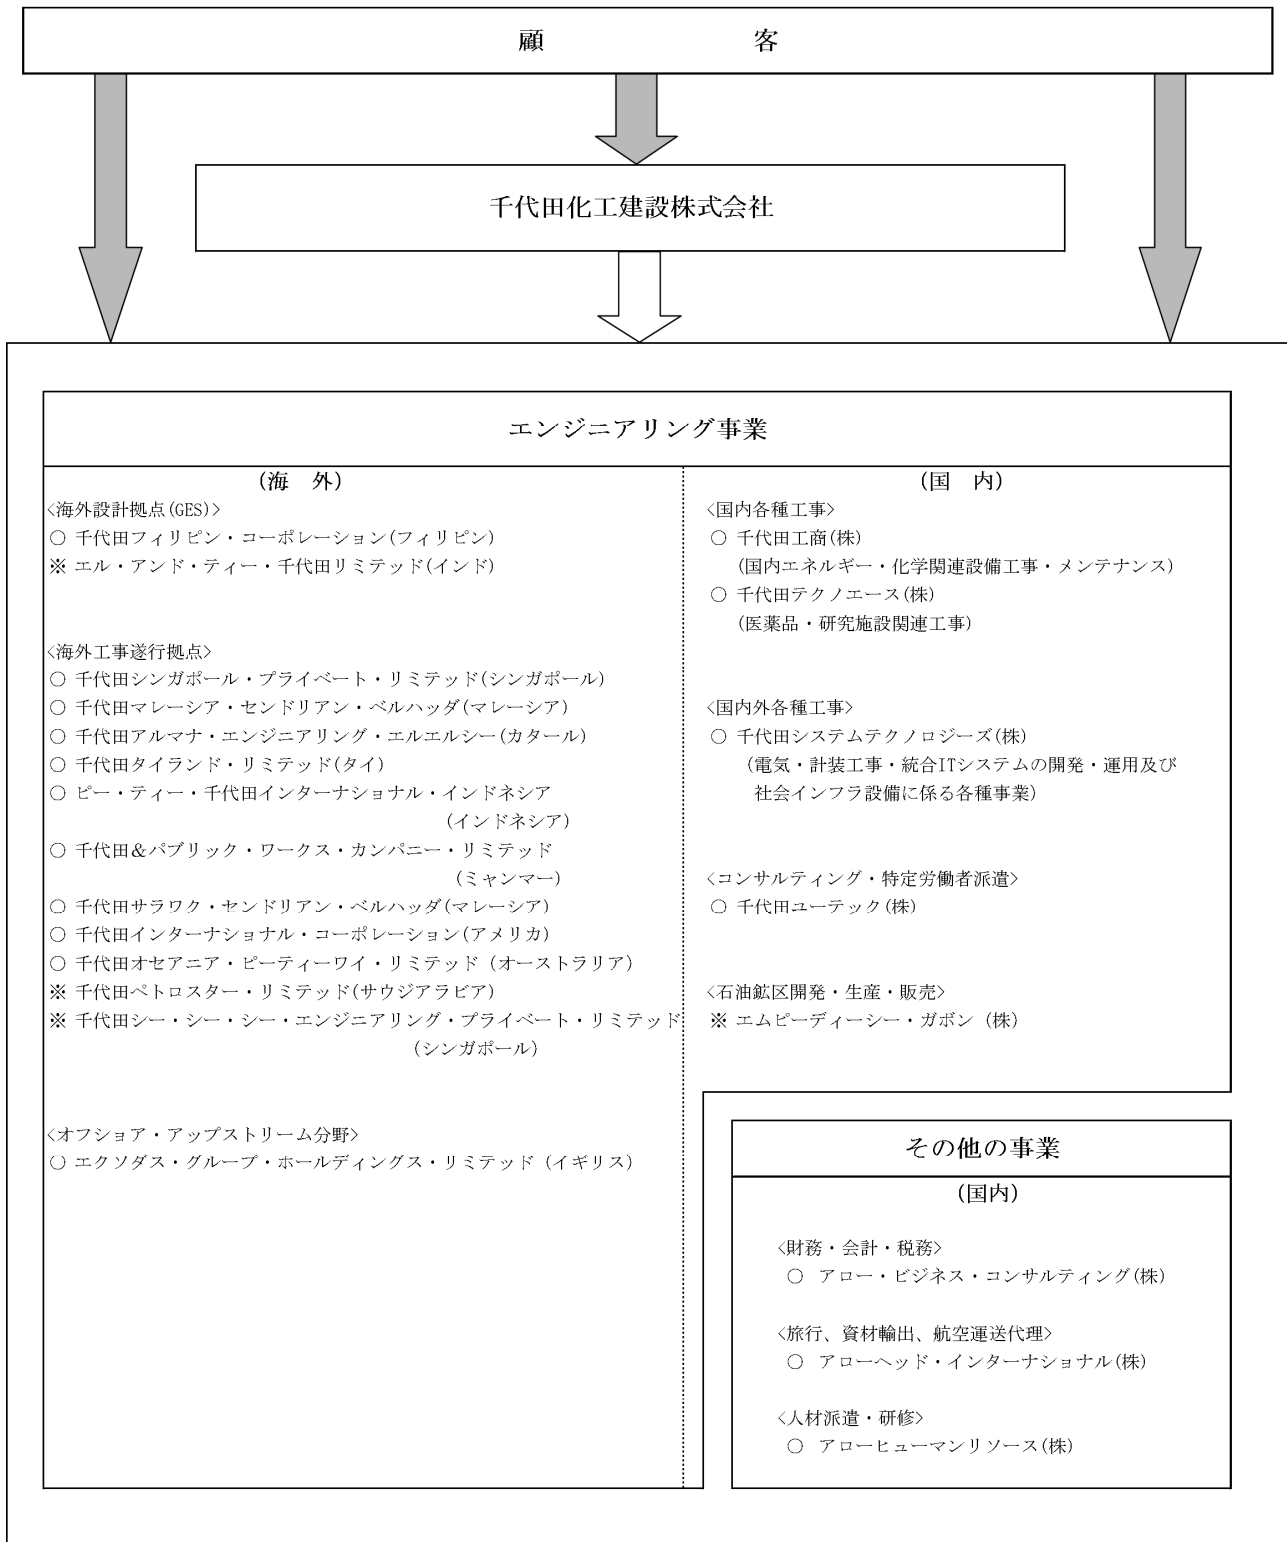 顧 客
千代田化工建設株式会社
エンジニアリング事業
(海 外)
<海外設計拠点(GES)>
○ 千代田フィリピン・コーポレーション(フィリピン)
※ エル・アンド・ティー・千代田リミテッド(インド)
<海外工事遂行拠点>
○ 千代田シンガポール・プライベート・リミテッド(シンガポール)
○ 千代田マレーシア・センドリアン・ベルハッダ(マレーシア)
○ 千代田アルマナ・エンジニアリング・エルエルシー(カタール)
○ 千代田タイランド・リミテッド(タイ)
○ ピー・ティー・千代田インターナショナル・インドネシア
(インドネシア)
○ 千代田&パブリック・ワークス・カンパニー・リミテッド
(ミャンマー)
○ 千代田サラワク・センドリアン・ベルハッダ(マレーシア)
○ 千代田インターナショナル・コーポレーション(アメリカ)
○ 千代田オセアニア・ピーティーワイ・リミテッド (オーストラリア)
※ 千代田ペトロスター・リミテッド(サウジアラビア)
※ 千代田シー・シー・シー・エンジニアリング・プライベート・リミテッド
(シンガポール)
<オフショア・アップストリーム分野>
○ エクソダス・グループ・ホールディングス・リミテッド (イギリス)
(国 内)
<国内各種工事>
○ 千代田工商(株)
(国内エネルギー・化学関連設備工事・メンテナンス)
○ 千代田テクノエース(株)
(医薬品・研究施設関連工事)
<国内外各種工事>
○ 千代田システムテクノロジーズ(株)
(電気・計装工事・統合ITシステムの開発・運用及び
社会インフラ設備に係る各種事業)
<コンサルティング・特定労働者派遣>
○ 千代田ユーテック(株)
<石油鉱区開発・生産・販売>
※ エムピーディーシー・ガボン (株)
その他の事業
(国内)
<財務・会計・税務>
○ アロー・ビジネス・コンサルティング(株)
<旅行、資材輸出、航空運送代理>
○ アローヘッド・インターナショナル(株)
<人材派遣・研修>
○ アローヒューマンリソース(株)